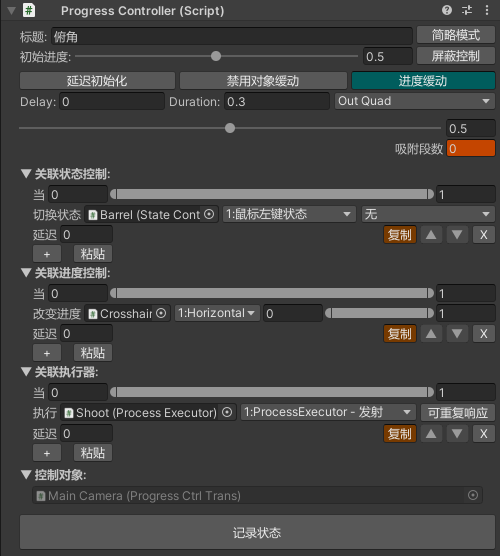 Progress Controller (Script)
标题: 俯角 简略模式
初始进度: 0.5 屏蔽控制
延迟初始化 禁用对象缓动 进度缓动
Delay: 0 Duration: 0.3 Out Quad
0.5
吸附段数 0
▼关联状态控制:
当 0 1
切换状态 Barrel (State Cont 1:鼠标左键状态 无
延迟 0 复制 ▲ ▼ X
+ 粘贴
▼关联进度控制:
当 0 1
改变进度 Crosshair 1:Horizontal 0 1
延迟 0 复制 ▲ ▼ X
+ 粘贴
▼关联执行器:
当 0 1
执行 Shoot (Process Executor) 1:ProcessExecutor - 发射 可重复响应
延迟 0 复制 ▲ ▼ X
+ 粘贴
▼控制对象:
Main Camera (Progress Ctrl Trans)
记录状态